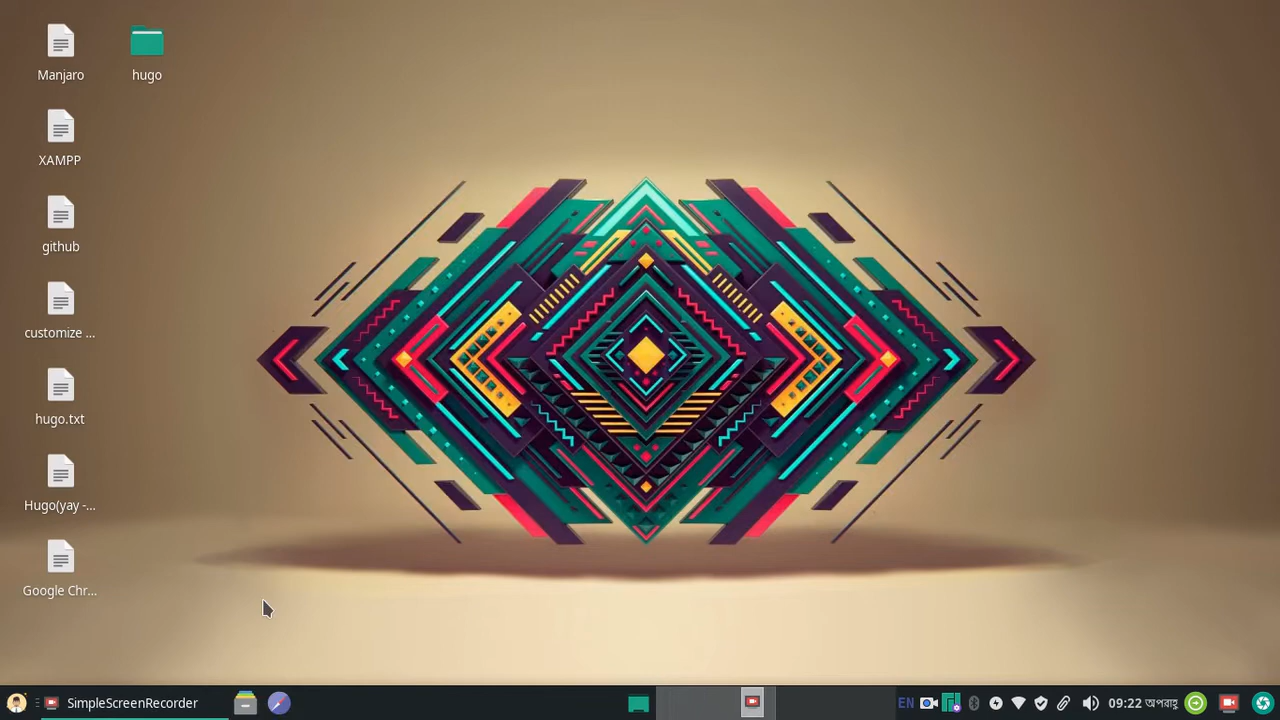 Manjaro
hugo
XAMPP
github
customize ...
hugo.txt
Hugo(yay -...
Google Chr...
SimpleScreenRecorder
EN
09:22 অপরাহ্ণ